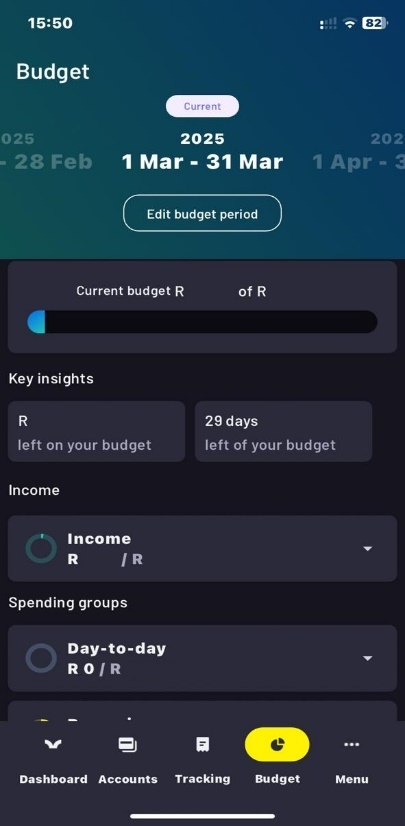 15:50
82
Budget
Current
2025 2025 202
- 28 Feb 1 Mar - 31 Mar 1 Apr - 3
Edit budget period
Current budget R of R
Key insights
R 29 days
left on your budget left of your budget
Income
Income
R / R
Spending groups
Day-to-day
R 0 / R
Dashboard Accounts Tracking Budget Menu